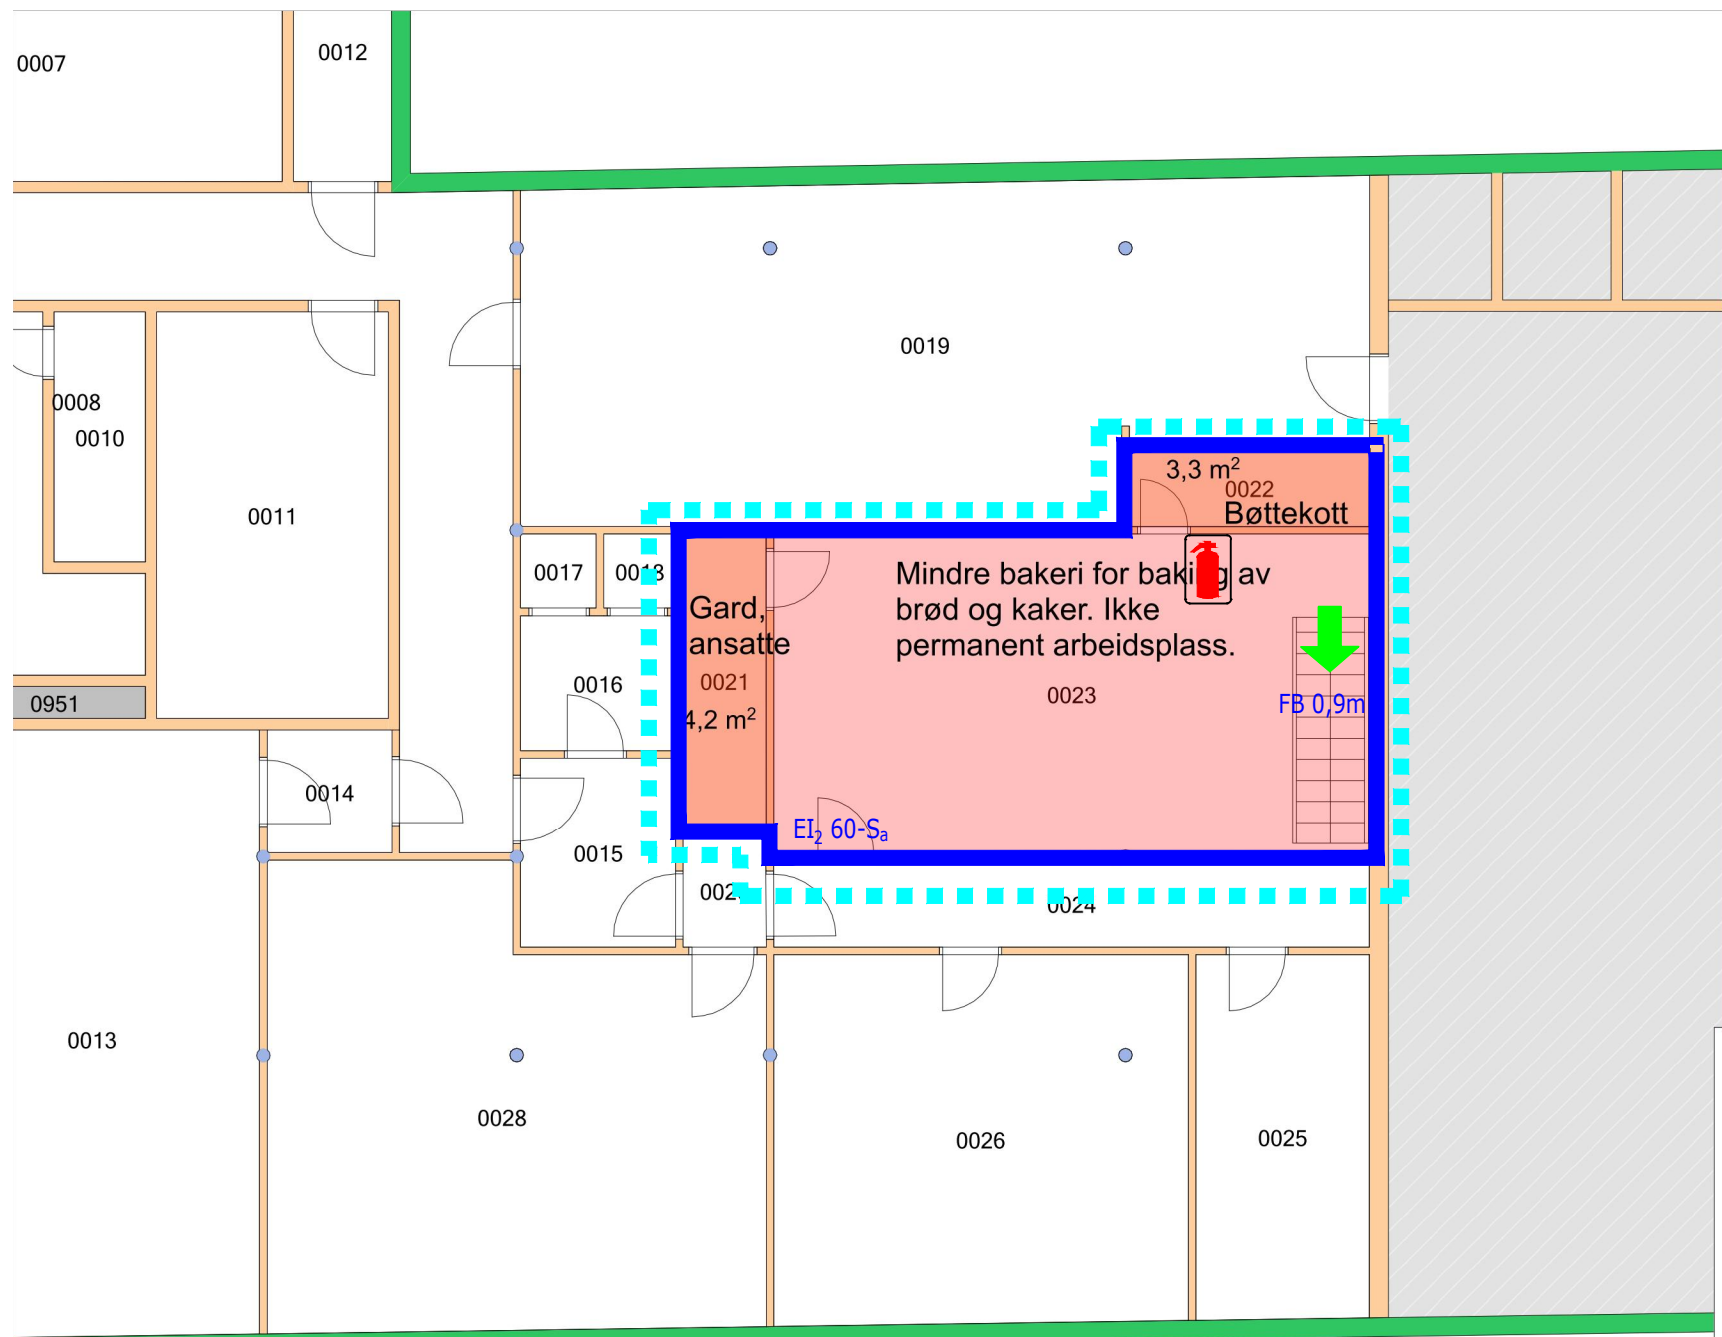 0007
0012
0019
0008
0010
0011
3,3 m²
0022
Bøttekott
0017
Mindre bakeri for baking av
brød og kaker. Ikke
permanent arbeidsplass.
Gard,
ansatte
0021
4,2 m²
0016
0023
FB 0,9m
0951
0014
EI₂ 60-Sₐ
0015
0024
0013
0028
0026
0025